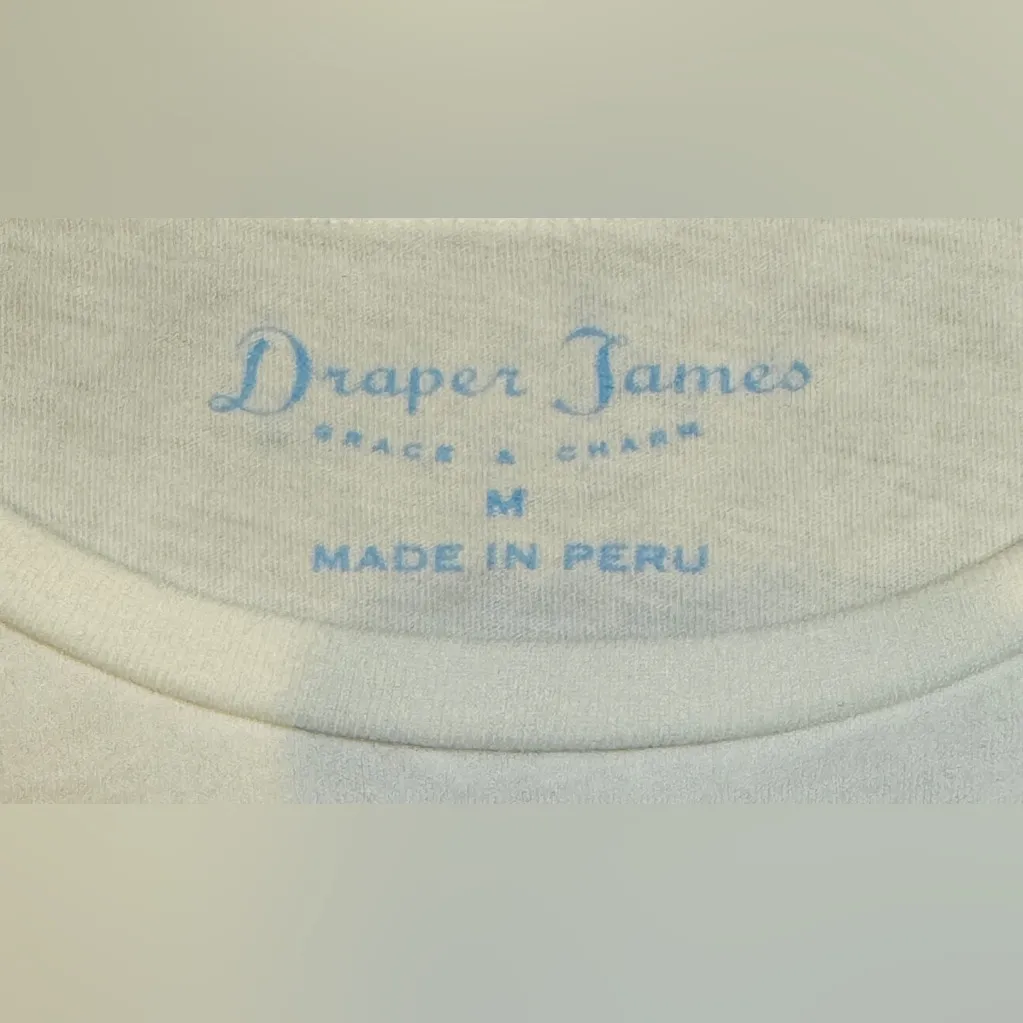 Draper James
GRACE & CHARM
M
MADE IN PERU